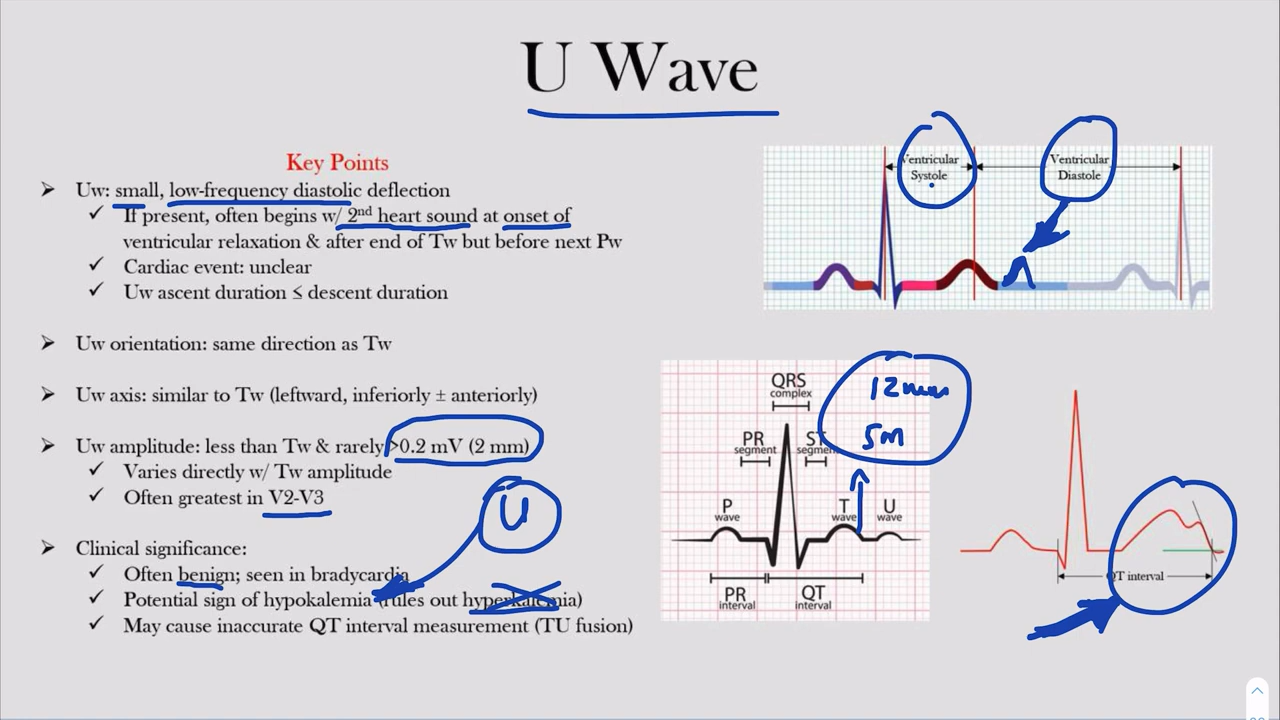 U Wave
Key Points
Uw: small, low-frequency diastolic deflection
If present, often begins w/ 2nd heart sound at onset of
ventricular relaxation & after end of Tw but before next Pw
Cardiac event: unclear
Uw ascent duration ≤ descent duration
Uw orientation: same direction as Tw
Uw axis: similar to Tw (leftward, inferiorly ± anteriorly)
Uw amplitude: less than Tw & rarely >0.2 mV (2 mm)
Varies directly w/ Tw amplitude
Often greatest in V2-V3
U
Clinical significance:
Often benign; seen in bradycardia
Potential sign of hypokalemia (rules out hyperkalemia)
May cause inaccurate QT interval measurement (TU fusion)
Ventricular
Systole
Ventricular
Diastole
QRS
complex
12mm
5m
PR
segment
ST
segment
P
wave
T
wave
U
wave
PR
interval
QT
interval
QT interval